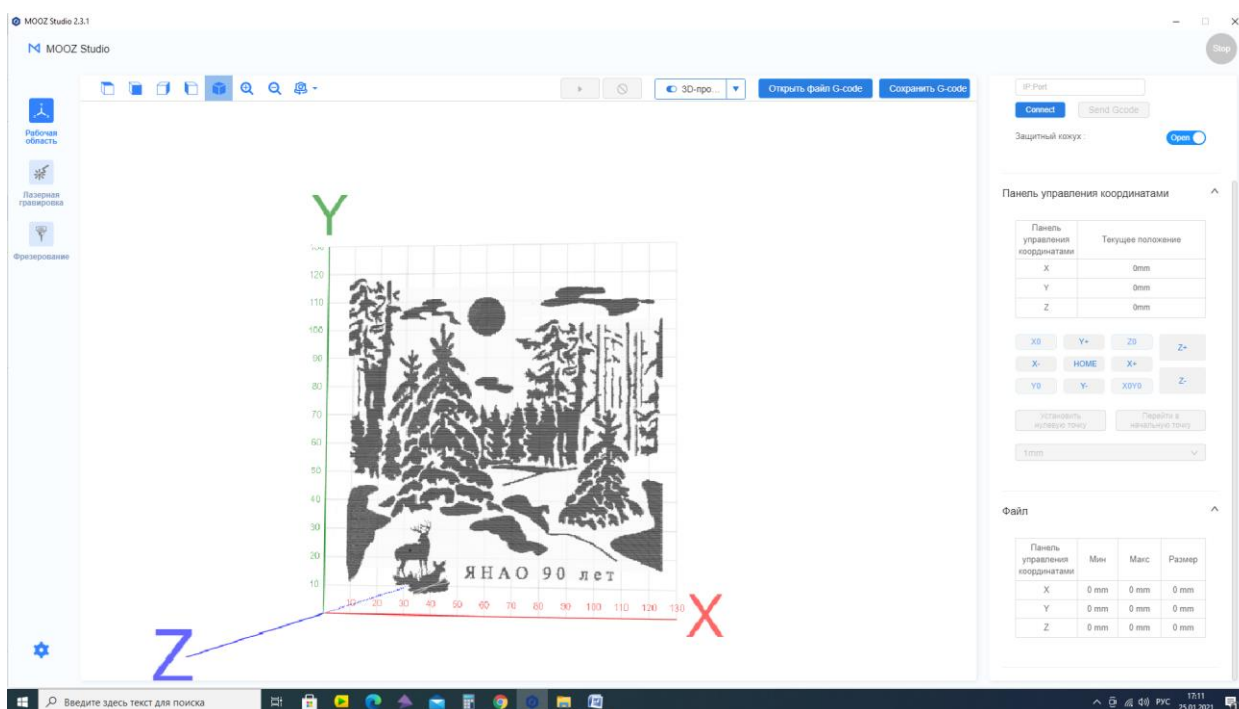 MOOZ Studio 2.3.1
MOOZ Studio
Stop
3D-про...
Открыть файл G-code
Сохранить G-code
IP:Port
Connect
Send Gcode
Защитный кожух :
Open
Рабочая
область
Лазерная
гравировка
Фрезерование
Панель управления координатами
Панель
управления
координатами
Текущее положение
X
0mm
Y
0mm
Z
0mm
X0
Y+
Z0
Z+
X-
HOME
X+
Y0
Y-
X0Y0
Z-
Установить
нулевую точку
Перейти в
начальную точку
1mm
Файл
Панель
управления
координатами
Мин
Макс
Размер
X
0 mm
0 mm
0 mm
Y
0 mm
0 mm
0 mm
Z
0 mm
0 mm
0 mm
Y
120
110
100
90
80
70
60
50
40
30
20
10
ЯНАО 90 лет
10 20 30 40 50 60 70 80 90 100 110 120 130
X
Z
Введите здесь текст для поиска
РУС
17:11
25.01.2021